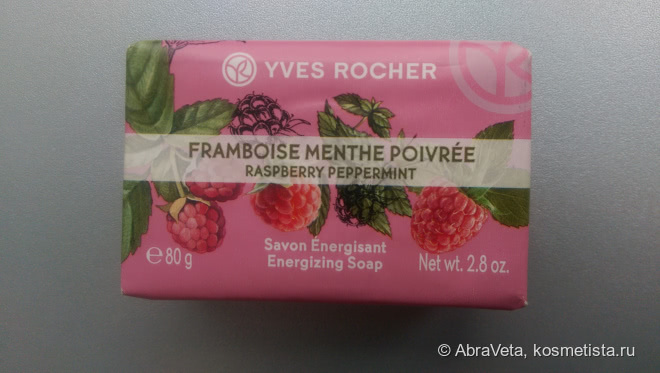 YVES ROCHER
FRAMBOISE MENTHE POIVRÉE
RASPBERRY PEPPERMINT
Savon Énergisant
Energizing Soap
℮ 80 g
Net wt. 2.8 oz.
© AbraVeta, kosmetista.ru